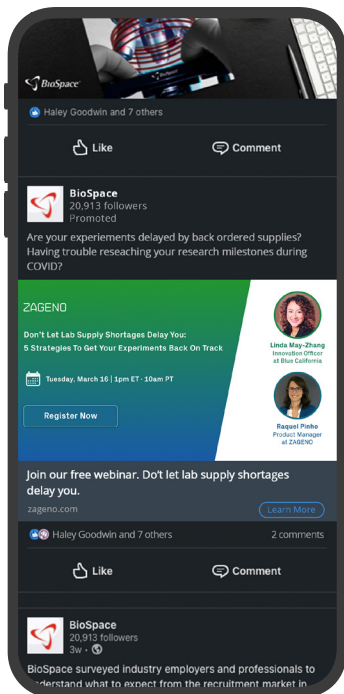 BioSpace
BioSpace
Haley Goodwin and 7 others
Like
Comment
BioSpace
20,913 followers
Promoted
Are your experiements delayed by back ordered supplies?
Having trouble reseaching your research milestones during
COVID?
ZAGENO
Don't Let Lab Supply Shortages Delay You:
5 Strategies To Get Your Experiments Back On Track
Tuesday, March 16 | 1pm ET · 10am PT
Register Now
Linda May-Zhang
Innovation Officer
at Blue California
Raquel Pinho
Product Manager
at ZAGENO
Join our free webinar. Do't let lab supply shortages
delay you.
zageno.com
Learn More
Haley Goodwin and 7 others
2 comments
Like
Comment
BioSpace
20,913 followers
3w •
BioSpace surveyed industry employers and professionals to
understand what to expect from the recruitment market in